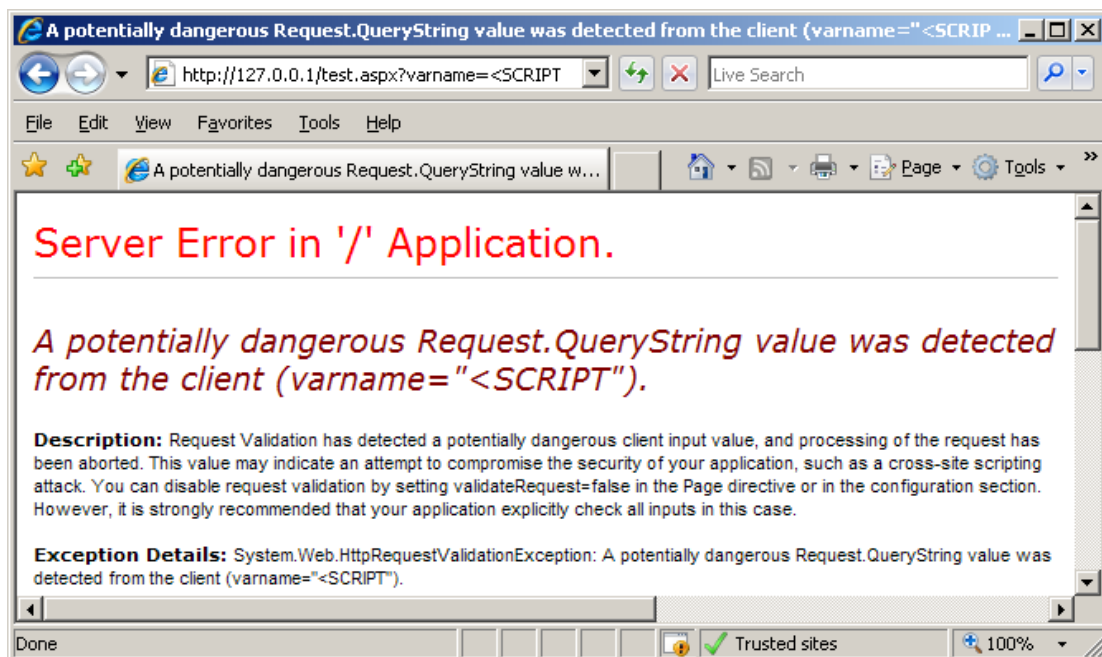 A potentially dangerous Request.QueryString value was detected from the client (varname="<SCRIP ...
http://127.0.0.1/test.aspx?varname=<SCRIPT
Live Search
File Edit View Favorites Tools Help
A potentially dangerous Request.QueryString value w...
Page Tools »
Server Error in '/' Application.
A potentially dangerous Request.QueryString value was detected
from the client (varname="<SCRIPT").
Description: Request Validation has detected a potentially dangerous client input value, and processing of the request has
been aborted. This value may indicate an attempt to compromise the security of your application, such as a cross-site scripting
attack. You can disable request validation by setting validateRequest=false in the Page directive or in the configuration section.
However, it is strongly recommended that your application explicitly check all inputs in this case.
Exception Details: System.Web.HttpRequestValidationException: A potentially dangerous Request.QueryString value was
detected from the client (varname="<SCRIPT").
Done
Trusted sites
100%